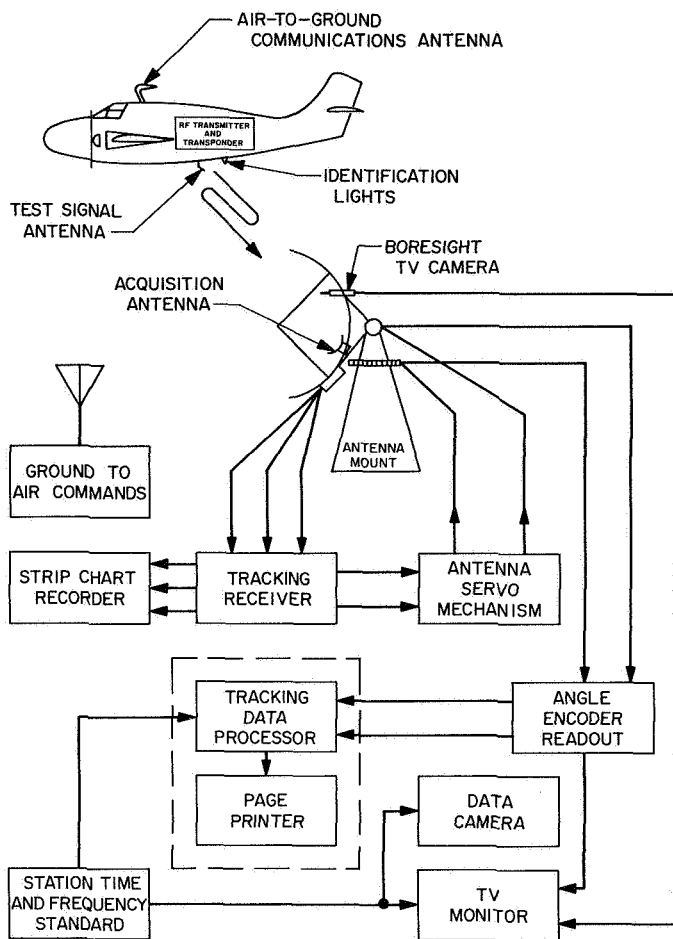 AIR-TO-GROUND
COMMUNICATIONS ANTENNA
RF TRANSMITTER
AND
TRANSPONDER
IDENTIFICATION
LIGHTS
TEST SIGNAL
ANTENNA
BORESIGHT
TV CAMERA
ACQUISITION
ANTENNA
ANTENNA
MOUNT
GROUND TO
AIR COMMANDS
STRIP CHART
RECORDER
TRACKING
RECEIVER
ANTENNA
SERVO
MECHANISM
TRACKING
DATA
PROCESSOR
ANGLE
ENCODER
READOUT
PAGE
PRINTER
DATA
CAMERA
STATION TIME
AND FREQUENCY
STANDARD
TV
MONITOR